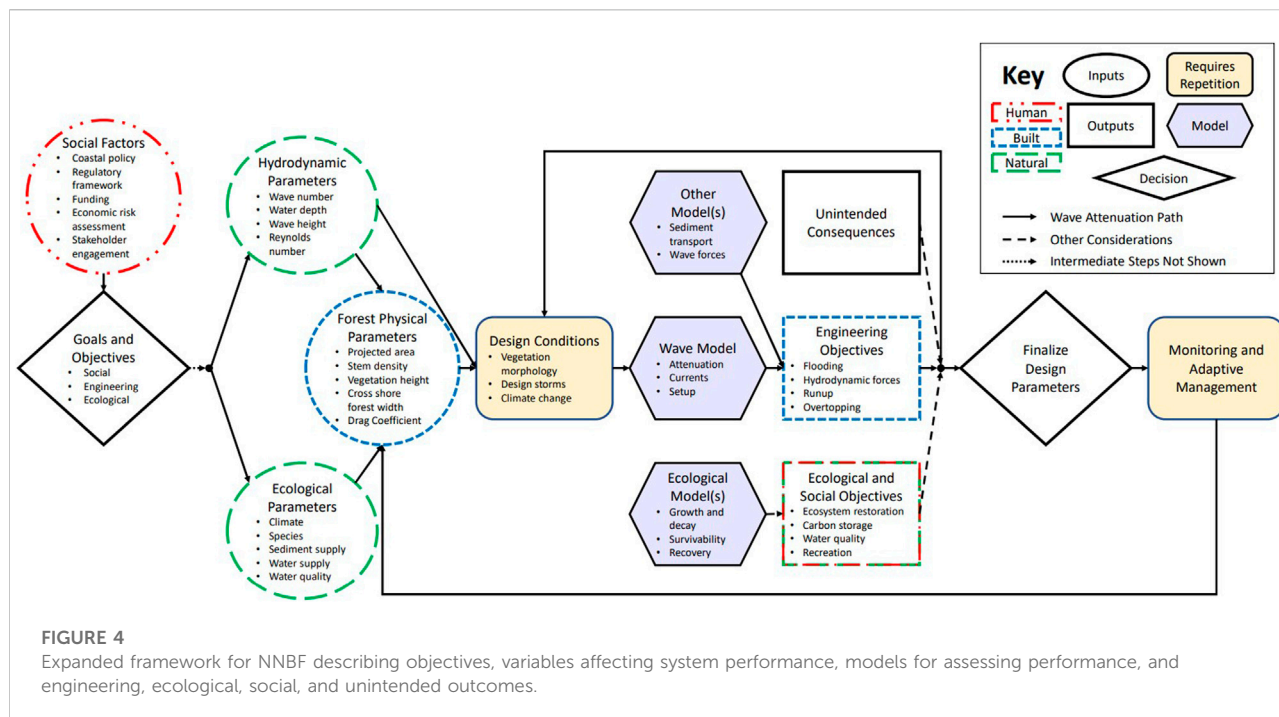 Key
Inputs
Requires
Repetition
Human
Built
Natural
Outputs
Model
Decision
Wave Attenuation Path
Other Considerations
Intermediate Steps Not Shown
Social Factors
• Coastal policy
• Regulatory
framework
• Funding
• Economic risk
assessment
• Stakeholder
engagement
Goals and
Objectives
• Social
• Engineering
• Ecological
Hydrodynamic
Parameters
• Wave number
• Water depth
• Wave height
• Reynolds
number
Forest Physical
Parameters
• Projected area
• Stem density
• Vegetation height
• Cross shore
forest width
• Drag Coefficient
Ecological
Parameters
• Climate
• Species
• Sediment supply
• Water supply
• Water quality
Design Conditions
• Vegetation
morphology
• Design storms
• Climate change
Other
Model(s)
• Sediment
transport
• Wave forces
Wave Model
• Attenuation
• Currents
• Setup
Ecological
Model(s)
• Growth and
decay
• Survivability
• Recovery
Unintended
Consequences
Engineering
Objectives
• Flooding
• Hydrodynamic forces
• Runup
• Overtopping
Ecological and
Social Objectives
• Ecosystem restoration
• Carbon storage
• Water quality
• Recreation
Finalize
Design
Parameters
Monitoring and
Adaptive
Management
FIGURE 4
Expanded framework for NNBF describing objectives, variables affecting system performance, models for assessing performance, and
engineering, ecological, social, and unintended outcomes.